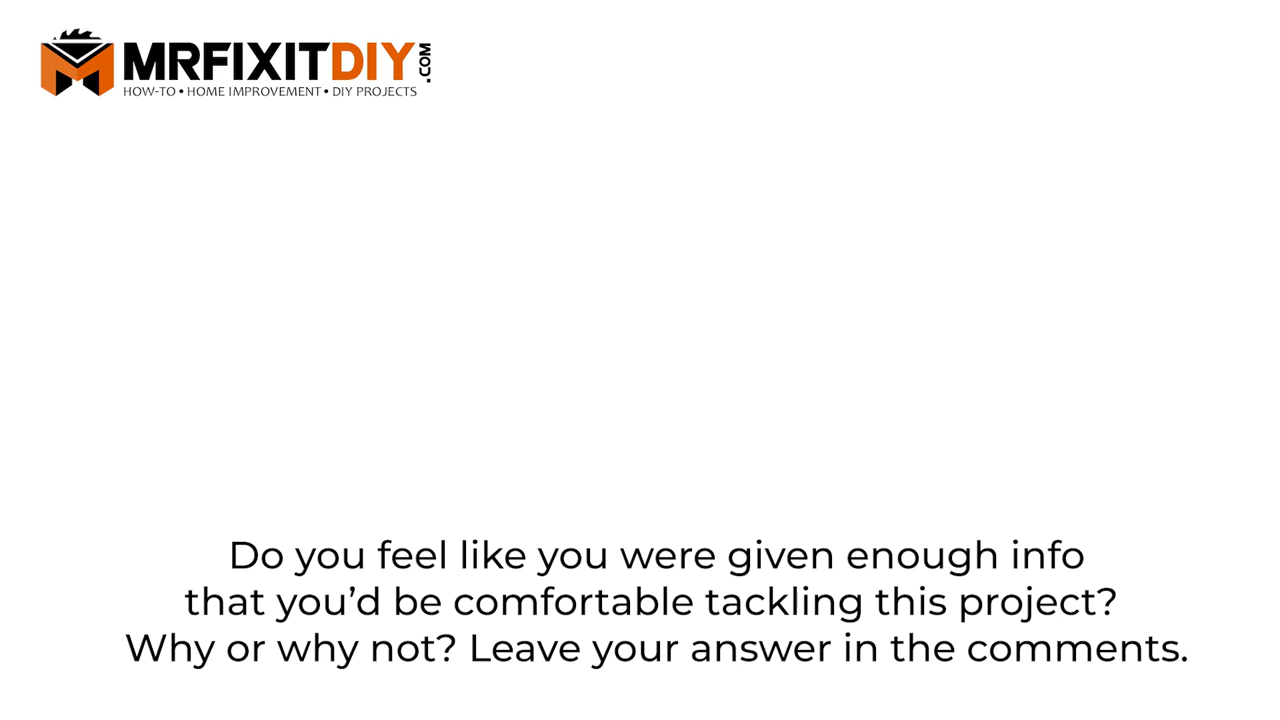 MRFIXITDIY.COM
HOW-TO • HOME IMPROVEMENT • DIY PROJECTS
Do you feel like you were given enough info
that you’d be comfortable tackling this project?
Why or why not? Leave your answer in the comments.